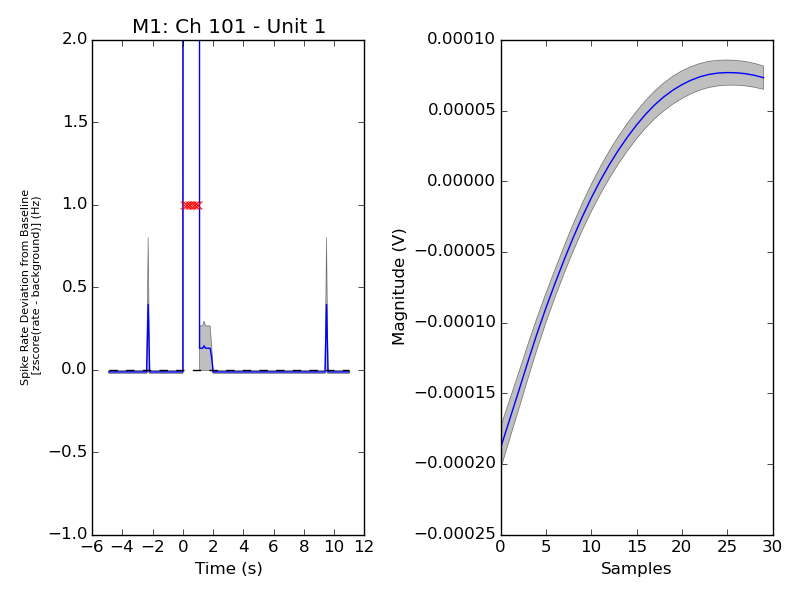 M1: Ch 101 - Unit 1
2.0
1.5
1.0
0.5
0.0
−0.5
−1.0
−6 −4 −2 0 2 4 6 8 10 12
Time (s)
Spike Rate Deviation from Baseline
[zscore(rate - background)] (Hz)
0.00010
0.00005
0.00000
−0.00005
−0.00010
−0.00015
−0.00020
−0.00025
0 5 10 15 20 25 30
Samples
Magnitude (V)